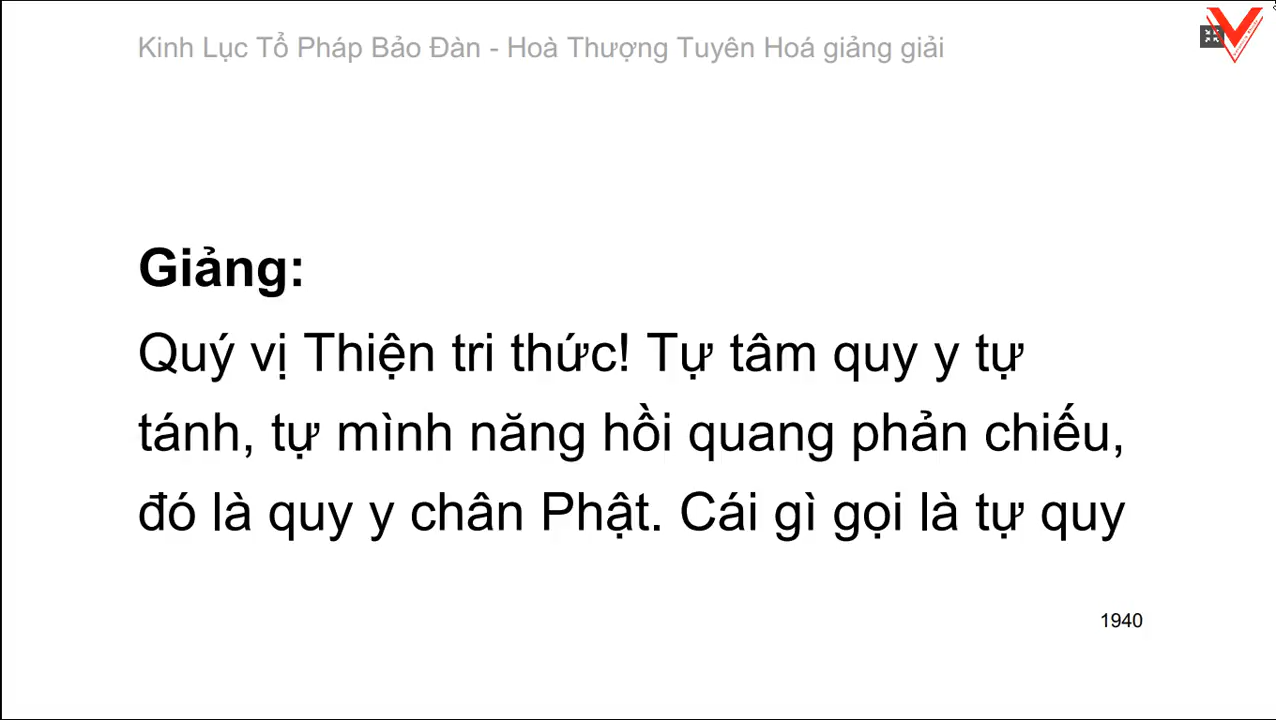 Kinh Lục Tổ Pháp Bảo Đàn - Hoà Thượng Tuyên Hoá giảng giải
Giảng:
Quý vị Thiện tri thức! Tự tâm quy y tự
tánh, tự mình năng hồi quang phản chiếu,
đó là quy y chân Phật. Cái gì gọi là tự quy
1940